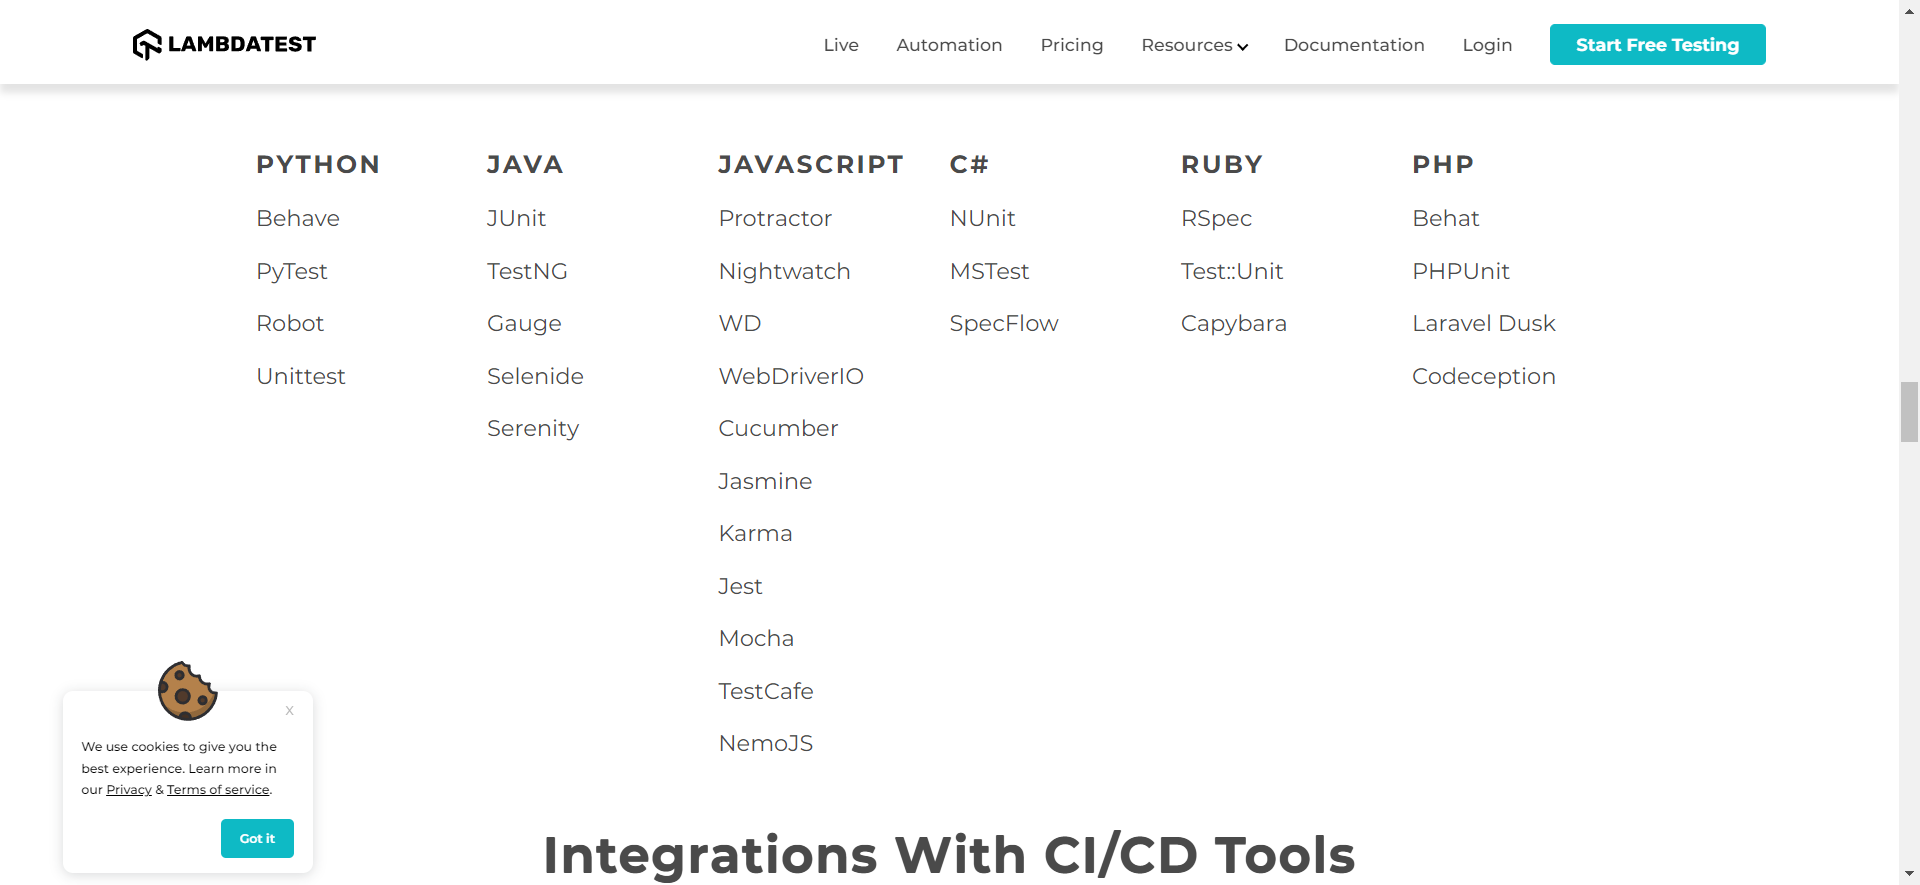 LAMBDATEST
Live
Automation
Pricing
Resources
Documentation
Login
Start Free Testing
PYTHON
Behave
PyTest
Robot
Unittest
JAVA
JUnit
TestNG
Gauge
Selenide
Serenity
JAVASCRIPT
Protractor
Nightwatch
WD
WebDriverIO
Cucumber
Jasmine
Karma
Jest
Mocha
TestCafe
NemoJS
C#
NUnit
MSTest
SpecFlow
RUBY
RSpec
Test::Unit
Capybara
PHP
Behat
PHPUnit
Laravel Dusk
Codeception
X
We use cookies to give you the
best experience. Learn more in
our Privacy & Terms of service.
Got it
Integrations With CI/CD Tools